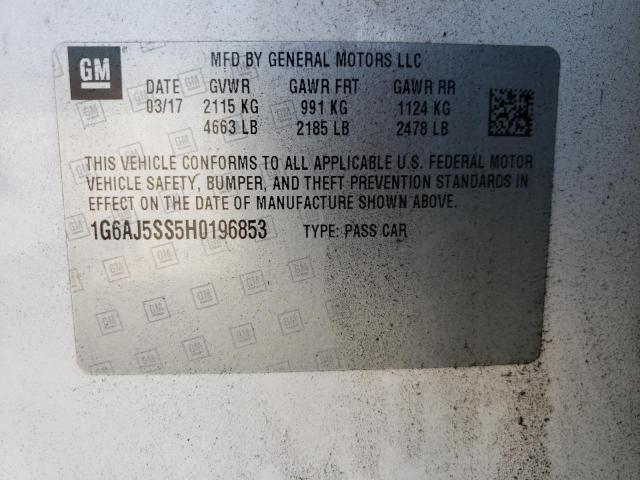 GM
MFD BY GENERAL MOTORS LLC
DATE GVWR GAWR FRT GAWR RR
03/17 2115 KG 991 KG 1124 KG
4663 LB 2185 LB 2478 LB
THIS VEHICLE CONFORMS TO ALL APPLICABLE U.S. FEDERAL MOTOR
VEHICLE SAFETY, BUMPER, AND THEFT PREVENTION STANDARDS IN
EFFECT ON THE DATE OF MANUFACTURE SHOWN ABOVE.
1G6AJ5SS5H0196853 TYPE: PASS CAR